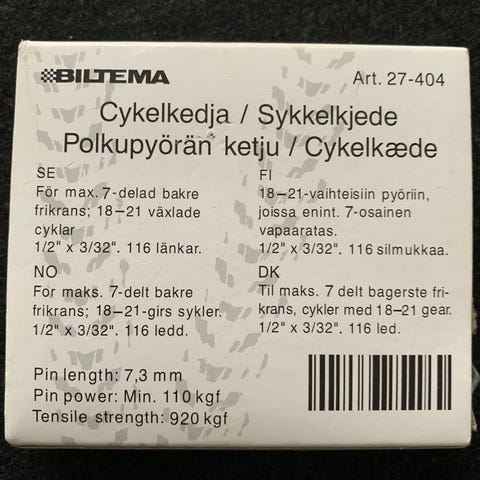 BILTEMA
Art. 27-404
Cykelkedja / Sykkelkjede
Polkupyörän ketju / Cykelkæde
SE
För max. 7-delad bakre
frikrans; 18–21 växlade
cyklar
1/2" x 3/32". 116 länkar.
FI
18–21-vaihteisiin pyöriin,
joissa enint. 7-osainen
vapaaratas.
1/2" x 3/32". 116 silmukkaa.
NO
For maks. 7-delt bakre
frikrans; 18–21-girs sykler.
1/2" x 3/32". 116 ledd.
DK
Til maks. 7 delt bagerste fri-
krans, cykler med 18–21 gear.
1/2" x 3/32". 116 led.
Pin length: 7,3 mm
Pin power: Min. 110 kgf
Tensile strength: 920 kgf